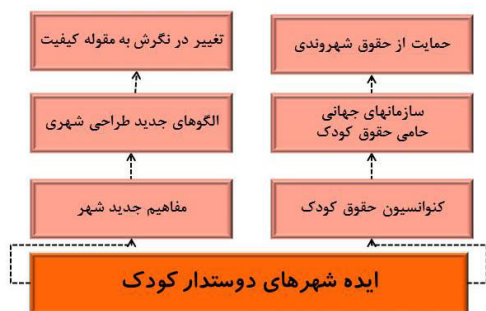 حمایت از حقوق شهروندی
تغییر در نگرش به مقوله کیفیت
سازمانهای جهانی
حامی حقوق کودک
الگوهای جدید طراحی شهری
کنوانسیون حقوق کودک
مفاهیم جدید شهر
ایده شهرهای دوستدار کودک